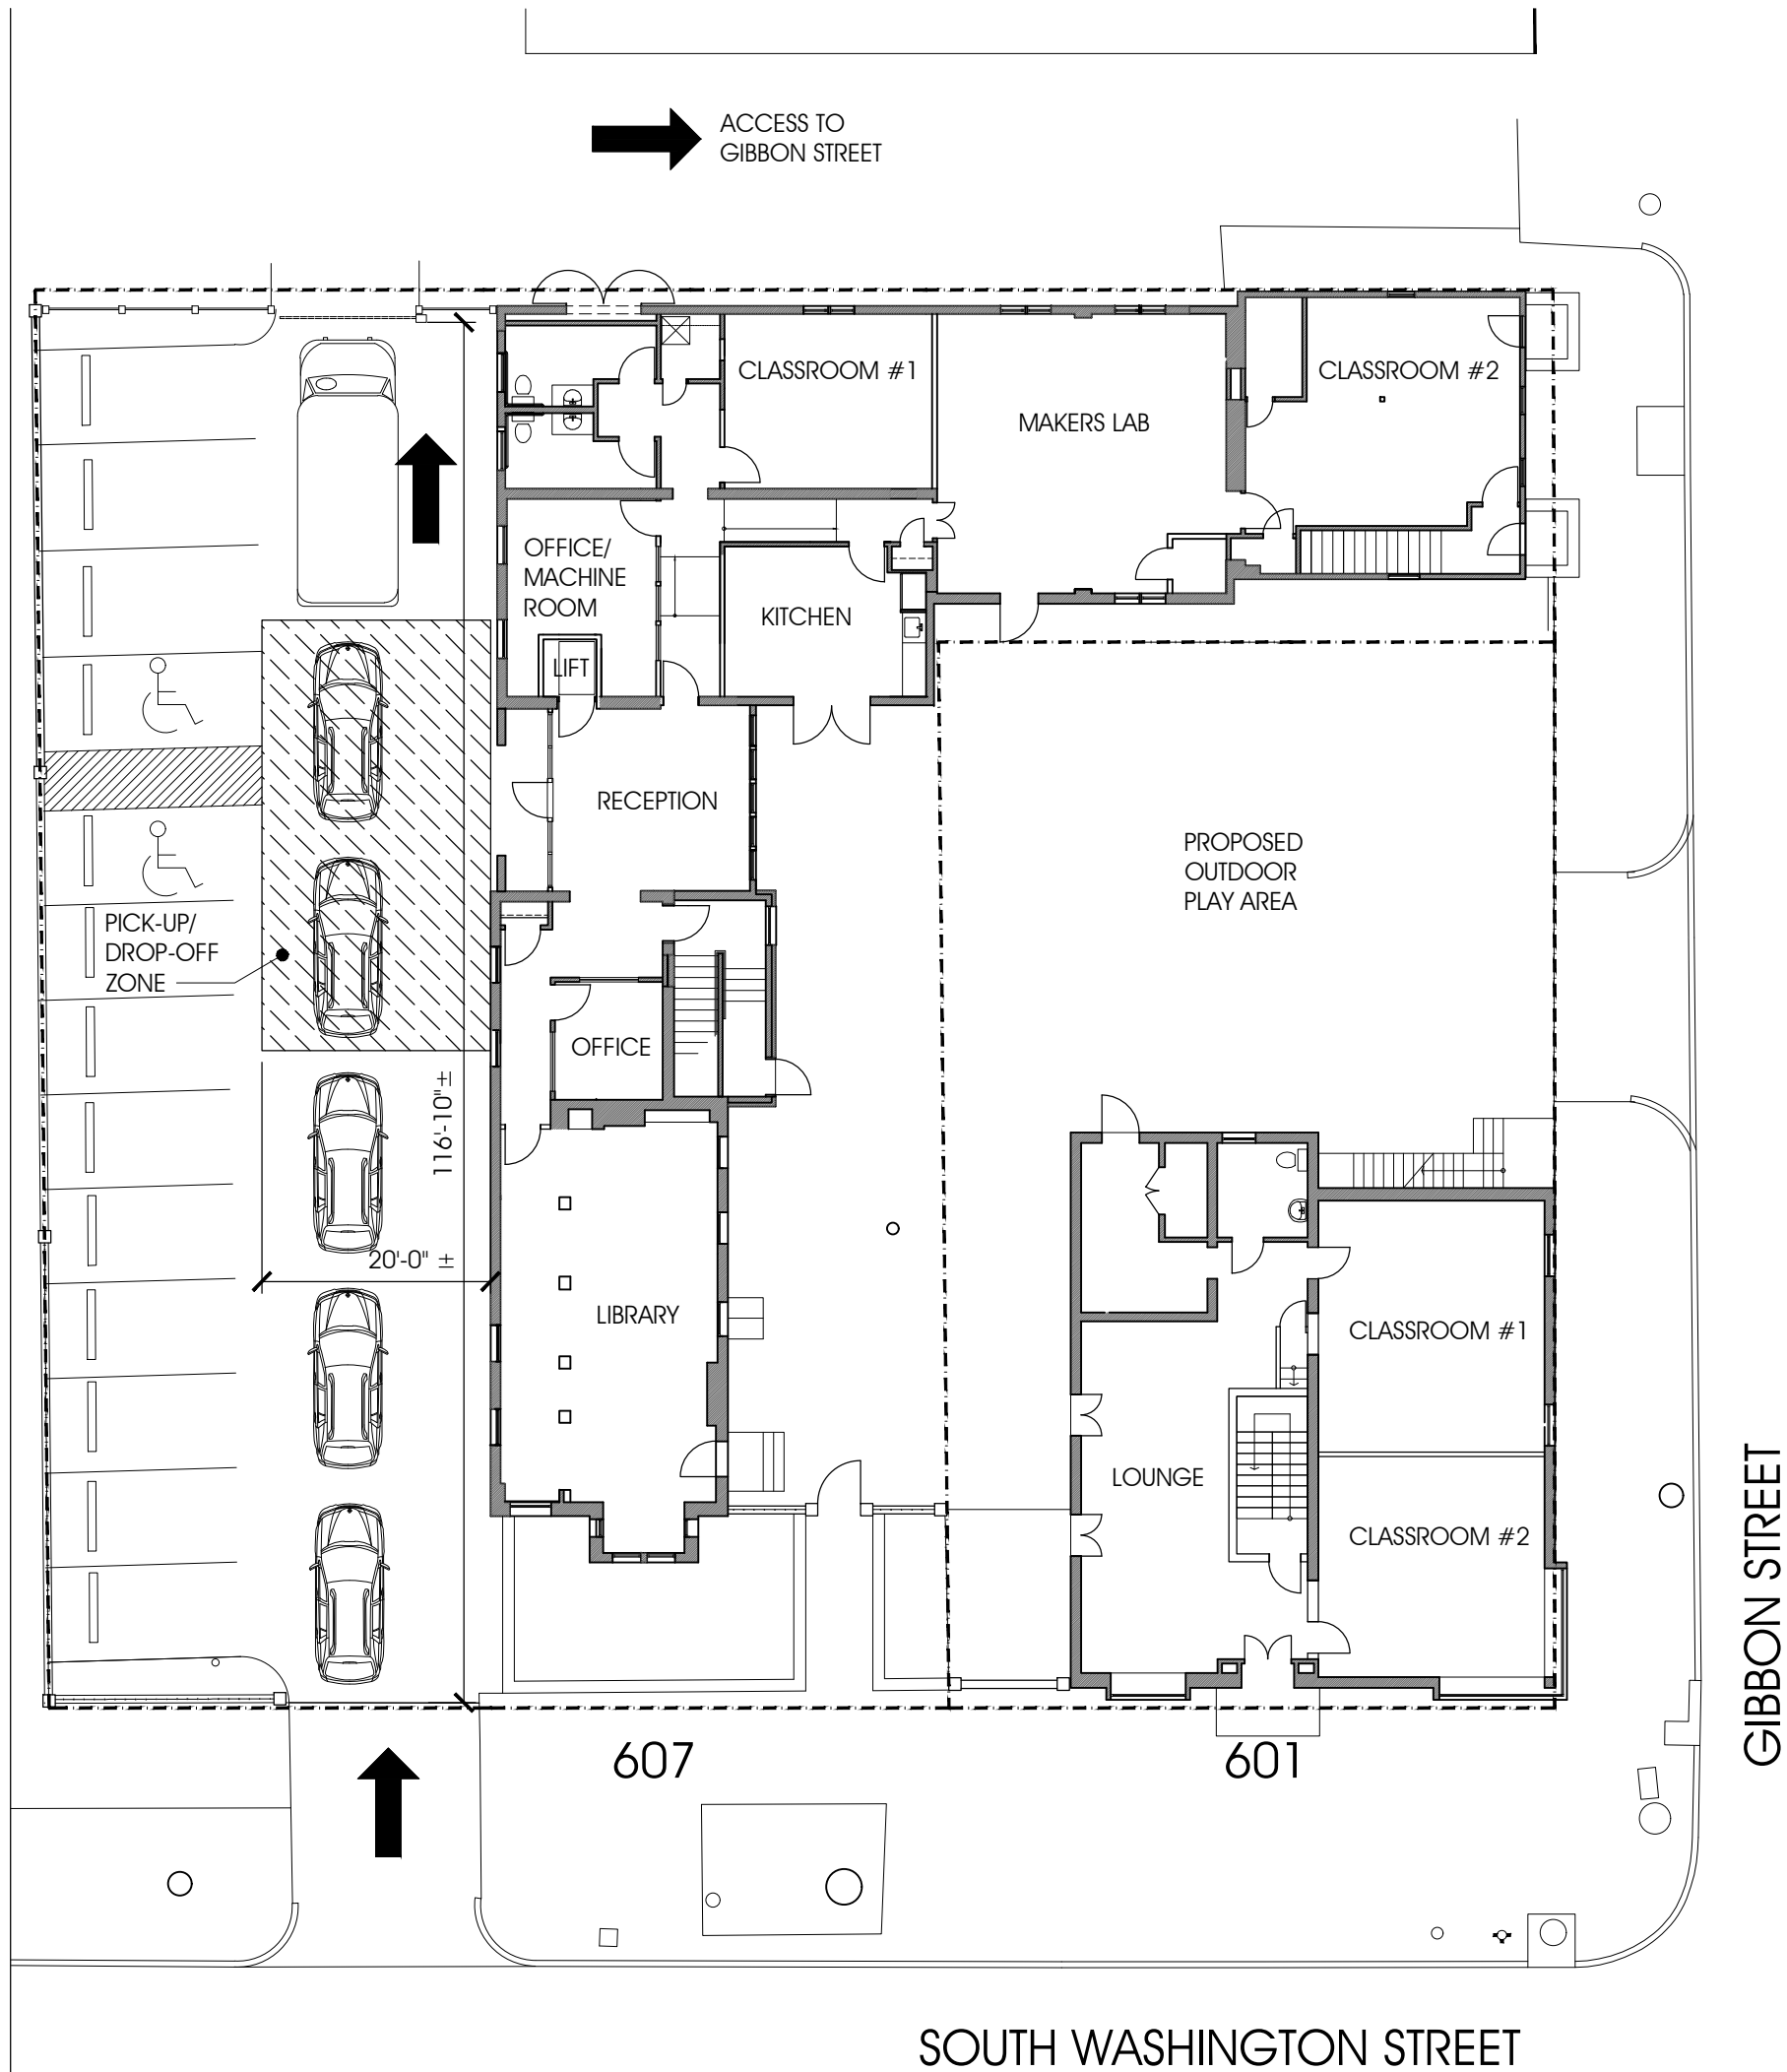 ACCESS TO
GIBBON STREET
CLASSROOM #1
CLASSROOM #2
MAKERS LAB
OFFICE/
MACHINE
ROOM
KITCHEN
LIFT
RECEPTION
PROPOSED
OUTDOOR
PLAY AREA
PICK-UP/
DROP-OFF
ZONE
OFFICE
116'-10"±
20'-0" ±
LIBRARY
CLASSROOM #1
LOUNGE
CLASSROOM #2
GIBBON STREET
607
601
SOUTH WASHINGTON STREET